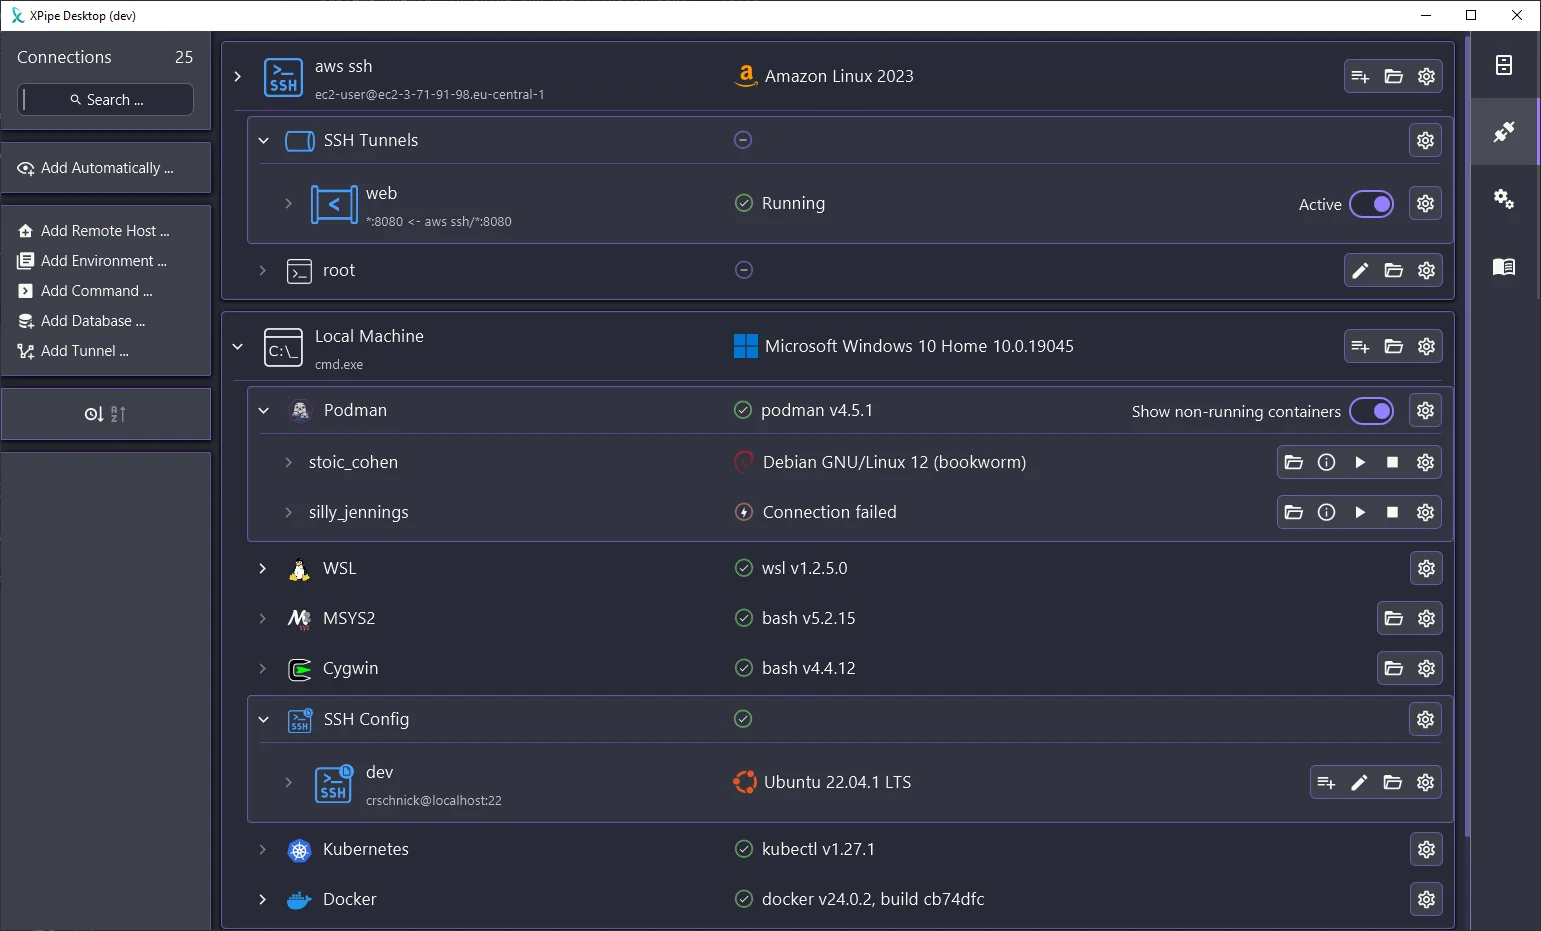 XPipe Desktop (dev)
Connections 25
Search ...
Add Automatically ...
Add Remote Host ...
Add Environment ...
Add Command ...
Add Database ...
Add Tunnel ...
aws ssh
ec2-user@ec2-3-71-91-98.eu-central-1
Amazon Linux 2023
SSH Tunnels
web
*:8080 <- aws ssh/*:8080
Running
Active
root
Local Machine
cmd.exe
Microsoft Windows 10 Home 10.0.19045
Podman
podman v4.5.1
Show non-running containers
stoic_cohen
Debian GNU/Linux 12 (bookworm)
silly_jennings
Connection failed
WSL
wsl v1.2.5.0
MSYS2
bash v5.2.15
Cygwin
bash v4.4.12
SSH Config
dev
crschnick@localhost:22
Ubuntu 22.04.1 LTS
Kubernetes
kubectl v1.27.1
Docker
docker v24.0.2, build cb74dfc